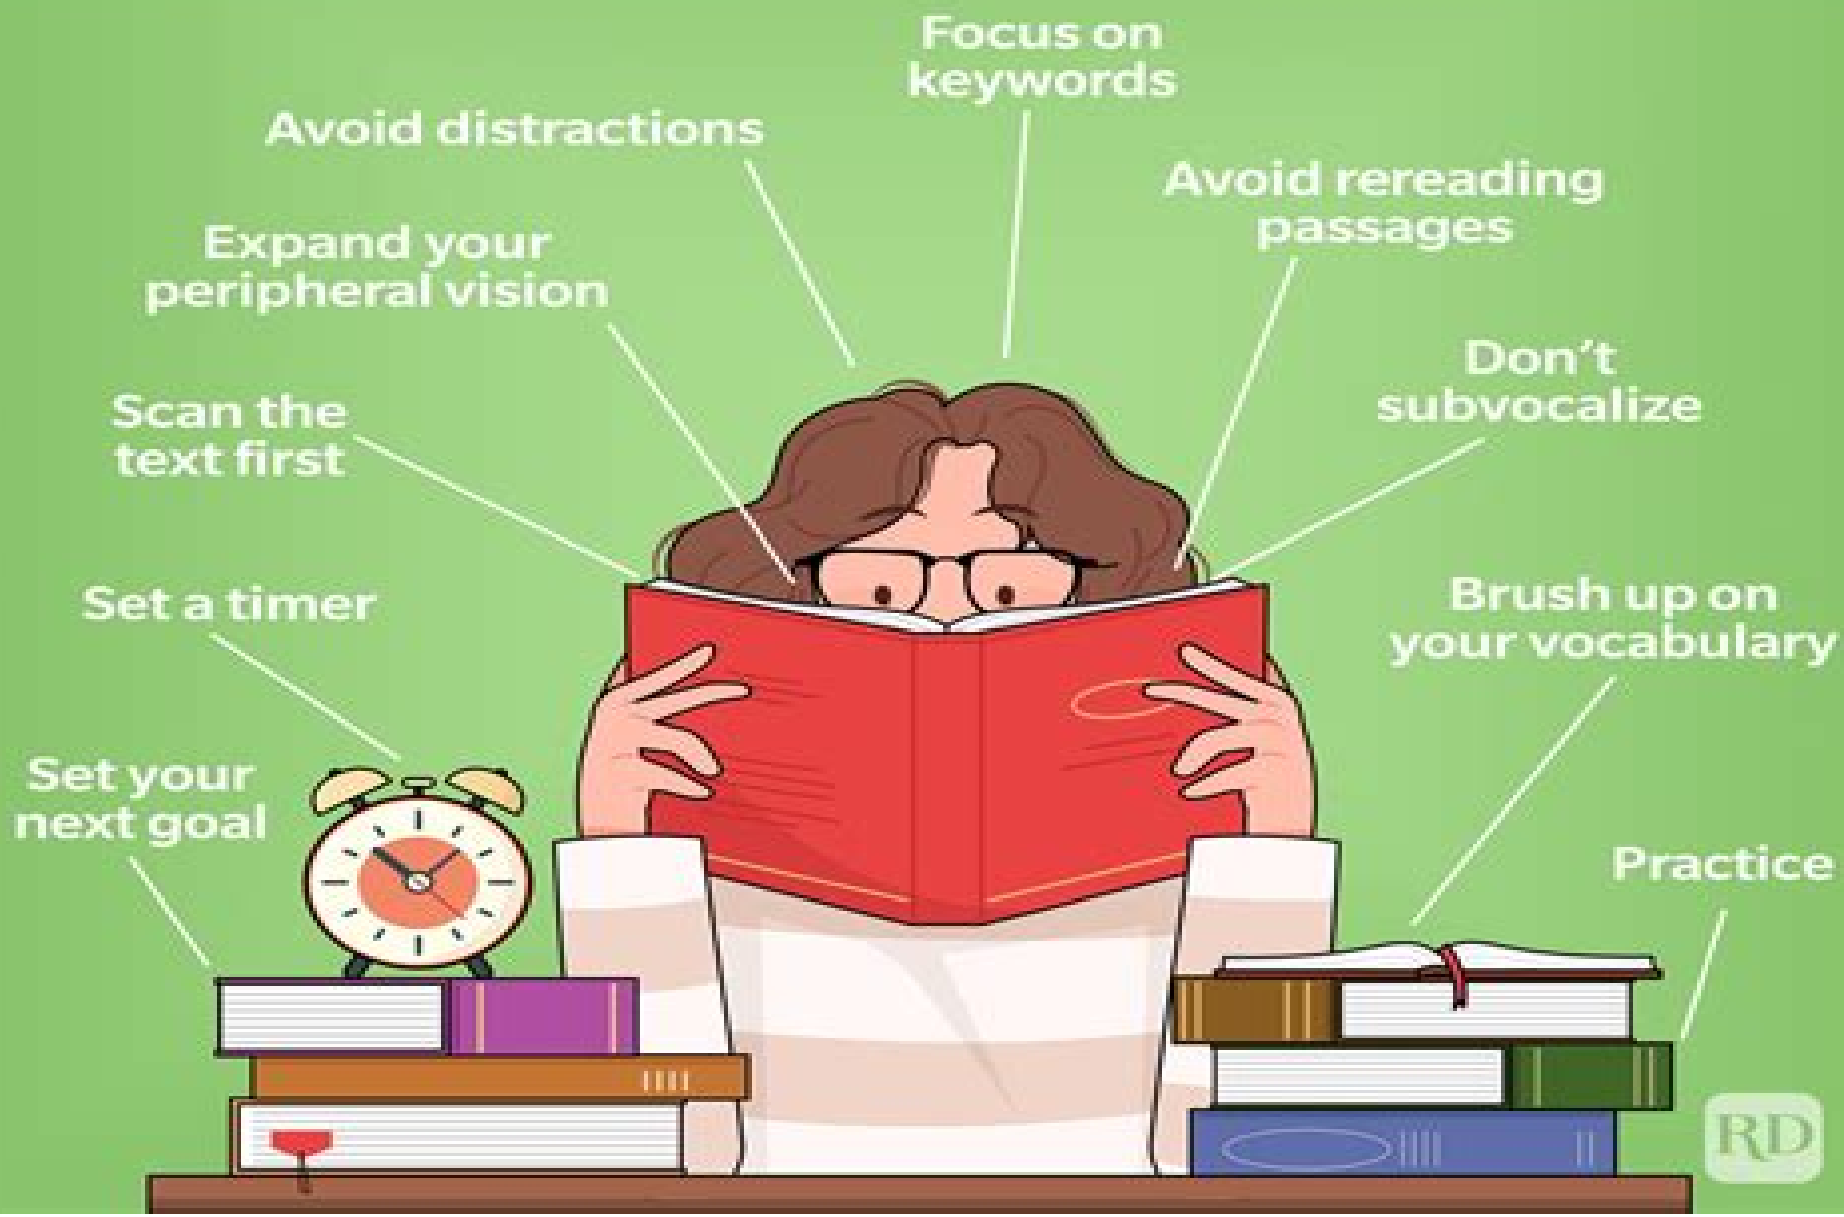 Focus on
keywords
Avoid distractions
Avoid rereading
passages
Expand your
peripheral vision
Don't
subvocalize
Scan the
text first
Set a timer
Brush up on
your vocabulary
Set your
next goal
Practice
RD